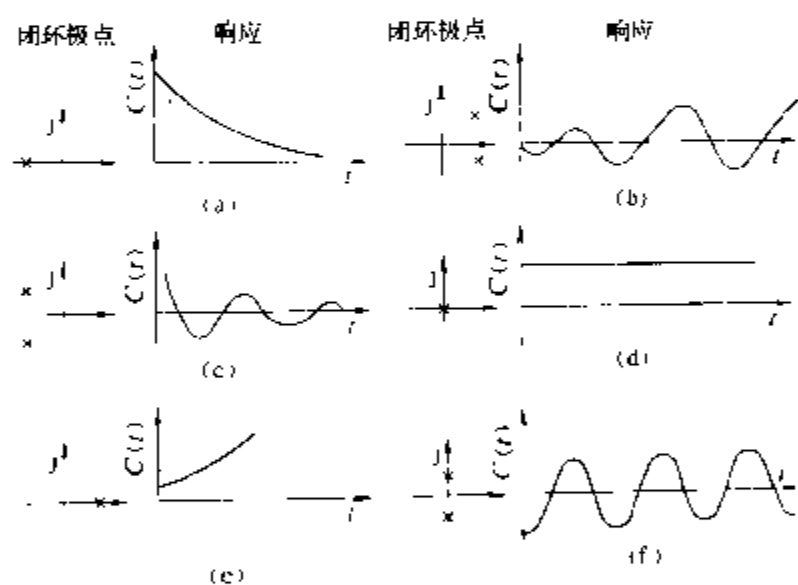 闭环极点 响应 闭环极点 响应
J C(t) t J C(t) t
(a) (b)
J C(t) t J C(t) t
(c) (d)
J C(t) t J C(t) t
(e) (f)